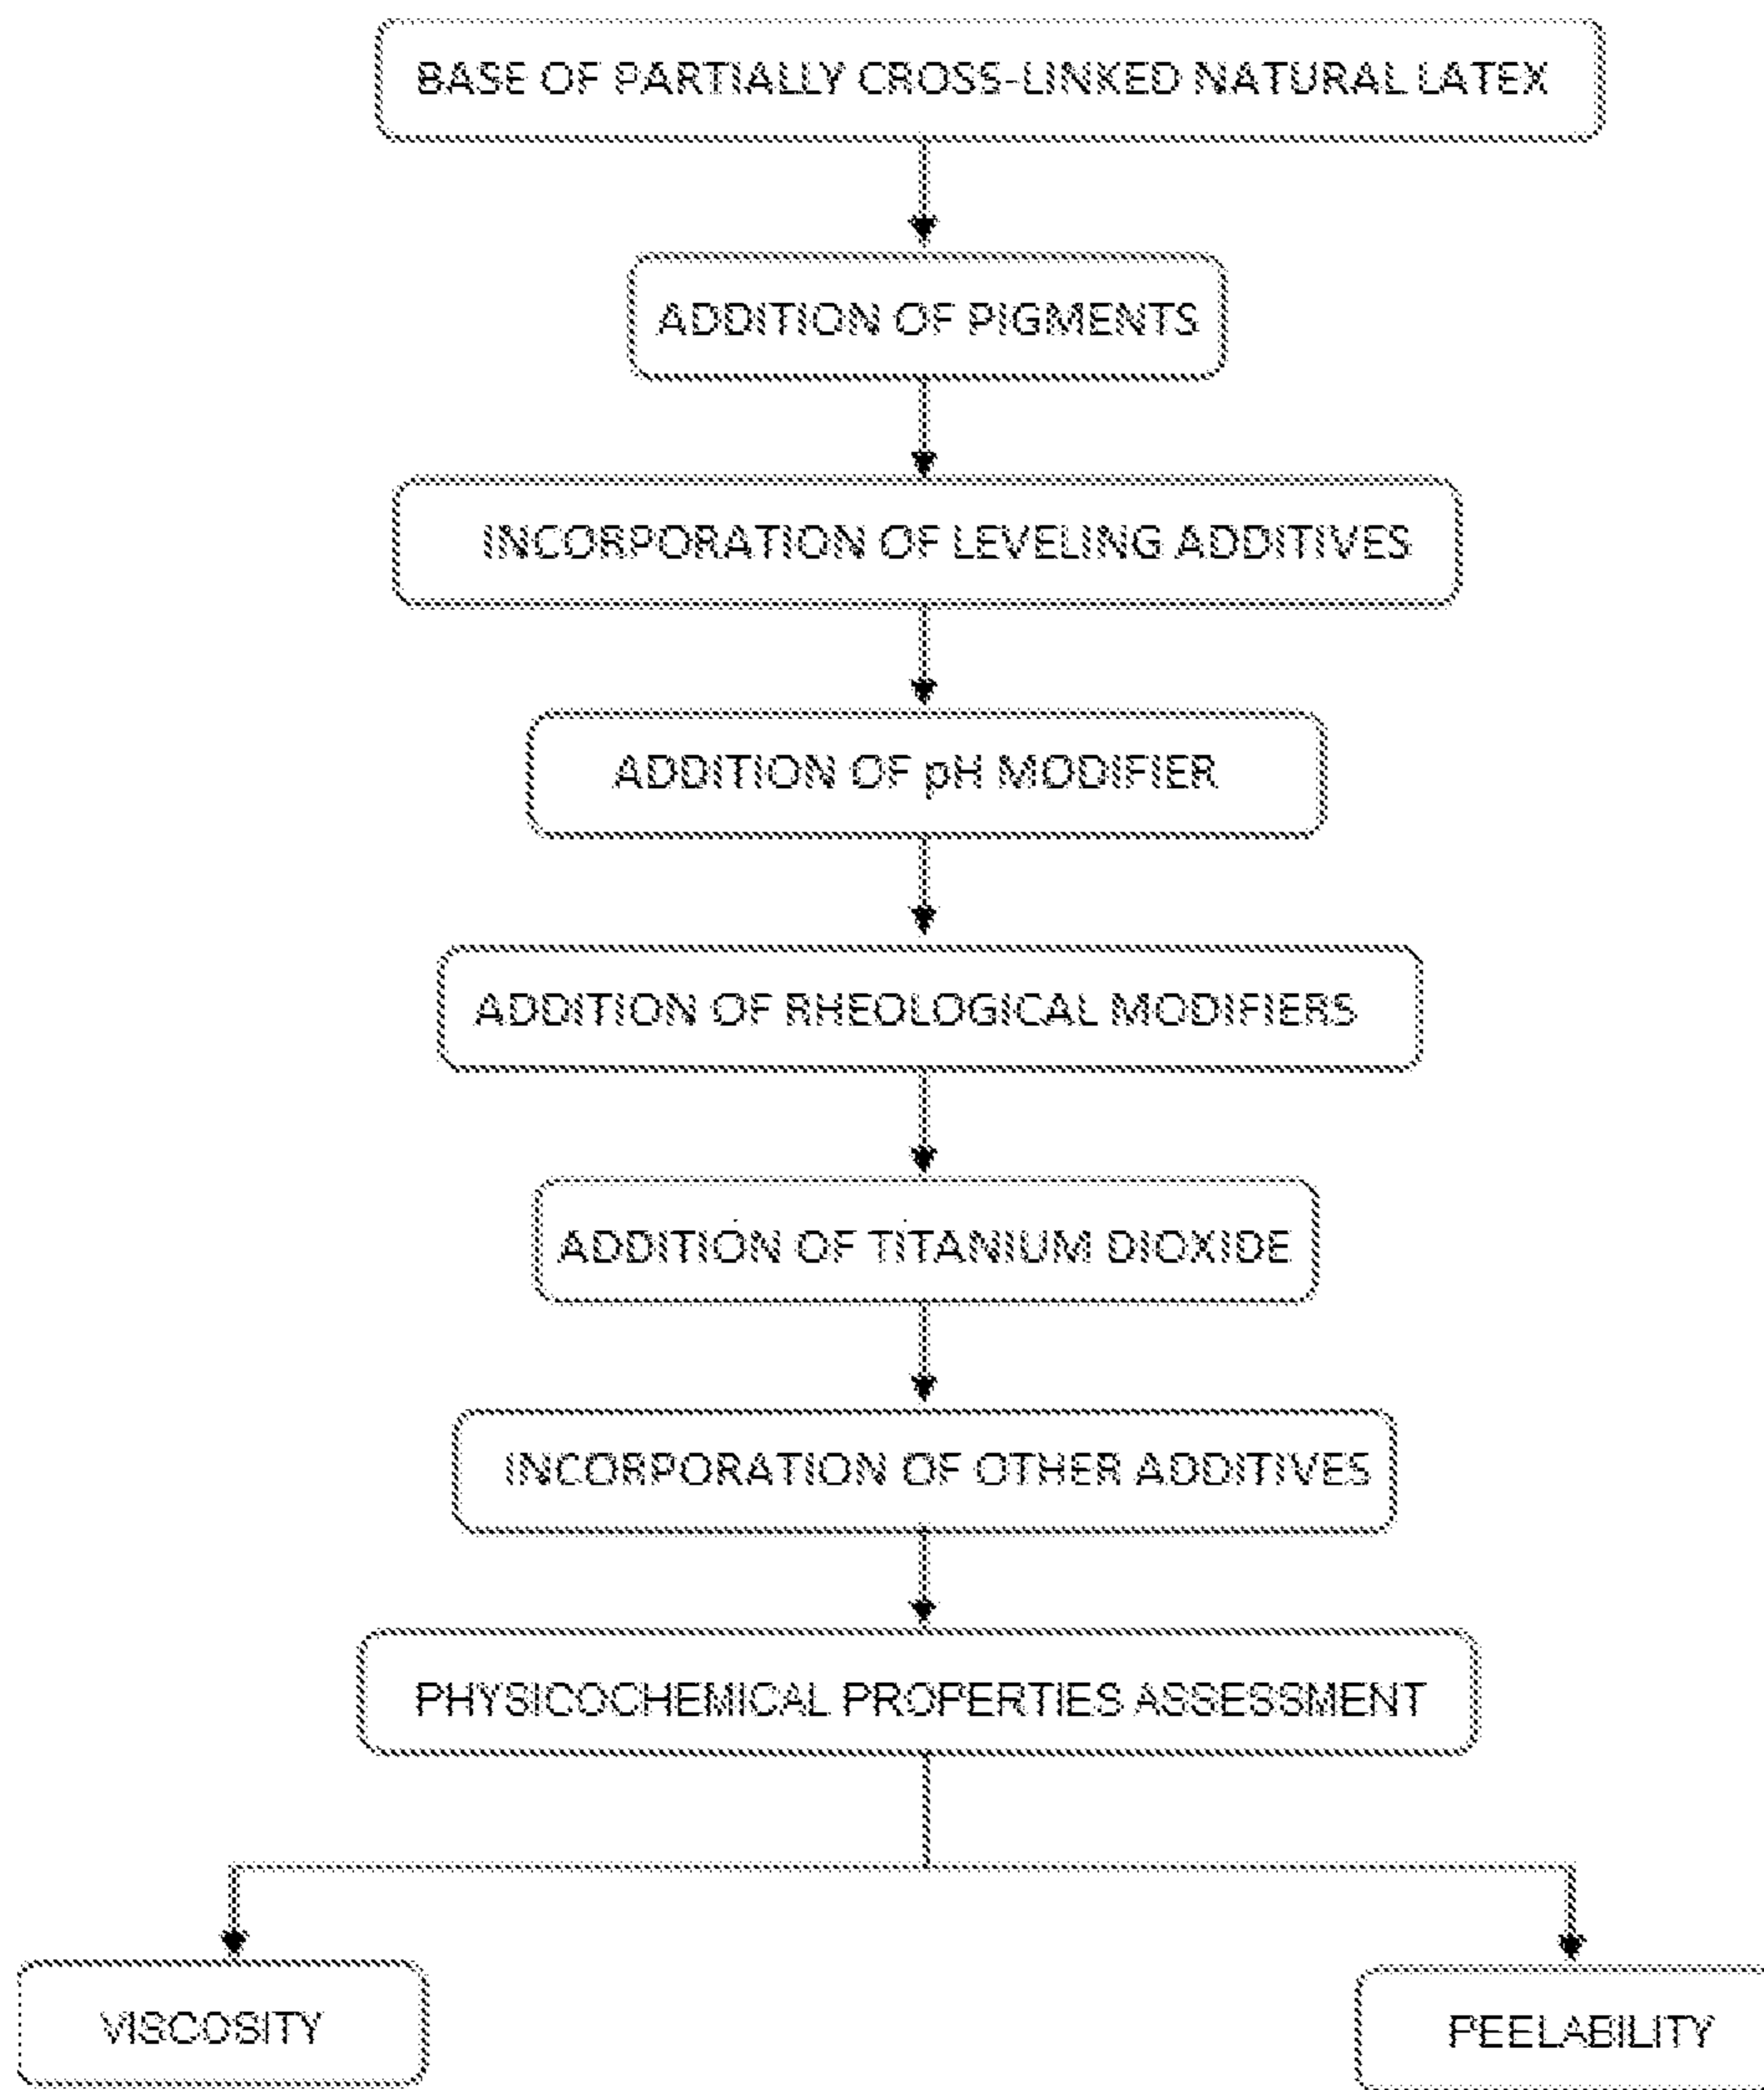 BASE OF PARTIALLY CROSS-LINKED NATURAL LATEX
ADDITION OF PIGMENTS
INCORPORATION OF LEVELING ADDITIVES
ADDITION OF pH MODIFIER
ADDITION OF RHEOLOGICAL MODIFIERS
ADDITION OF TITANIUM DIOXIDE
INCORPORATION OF OTHER ADDITIVES
PHYSICOCHEMICAL PROPERTIES ASSESSMENT
VISCOSITY
PEELABILITY